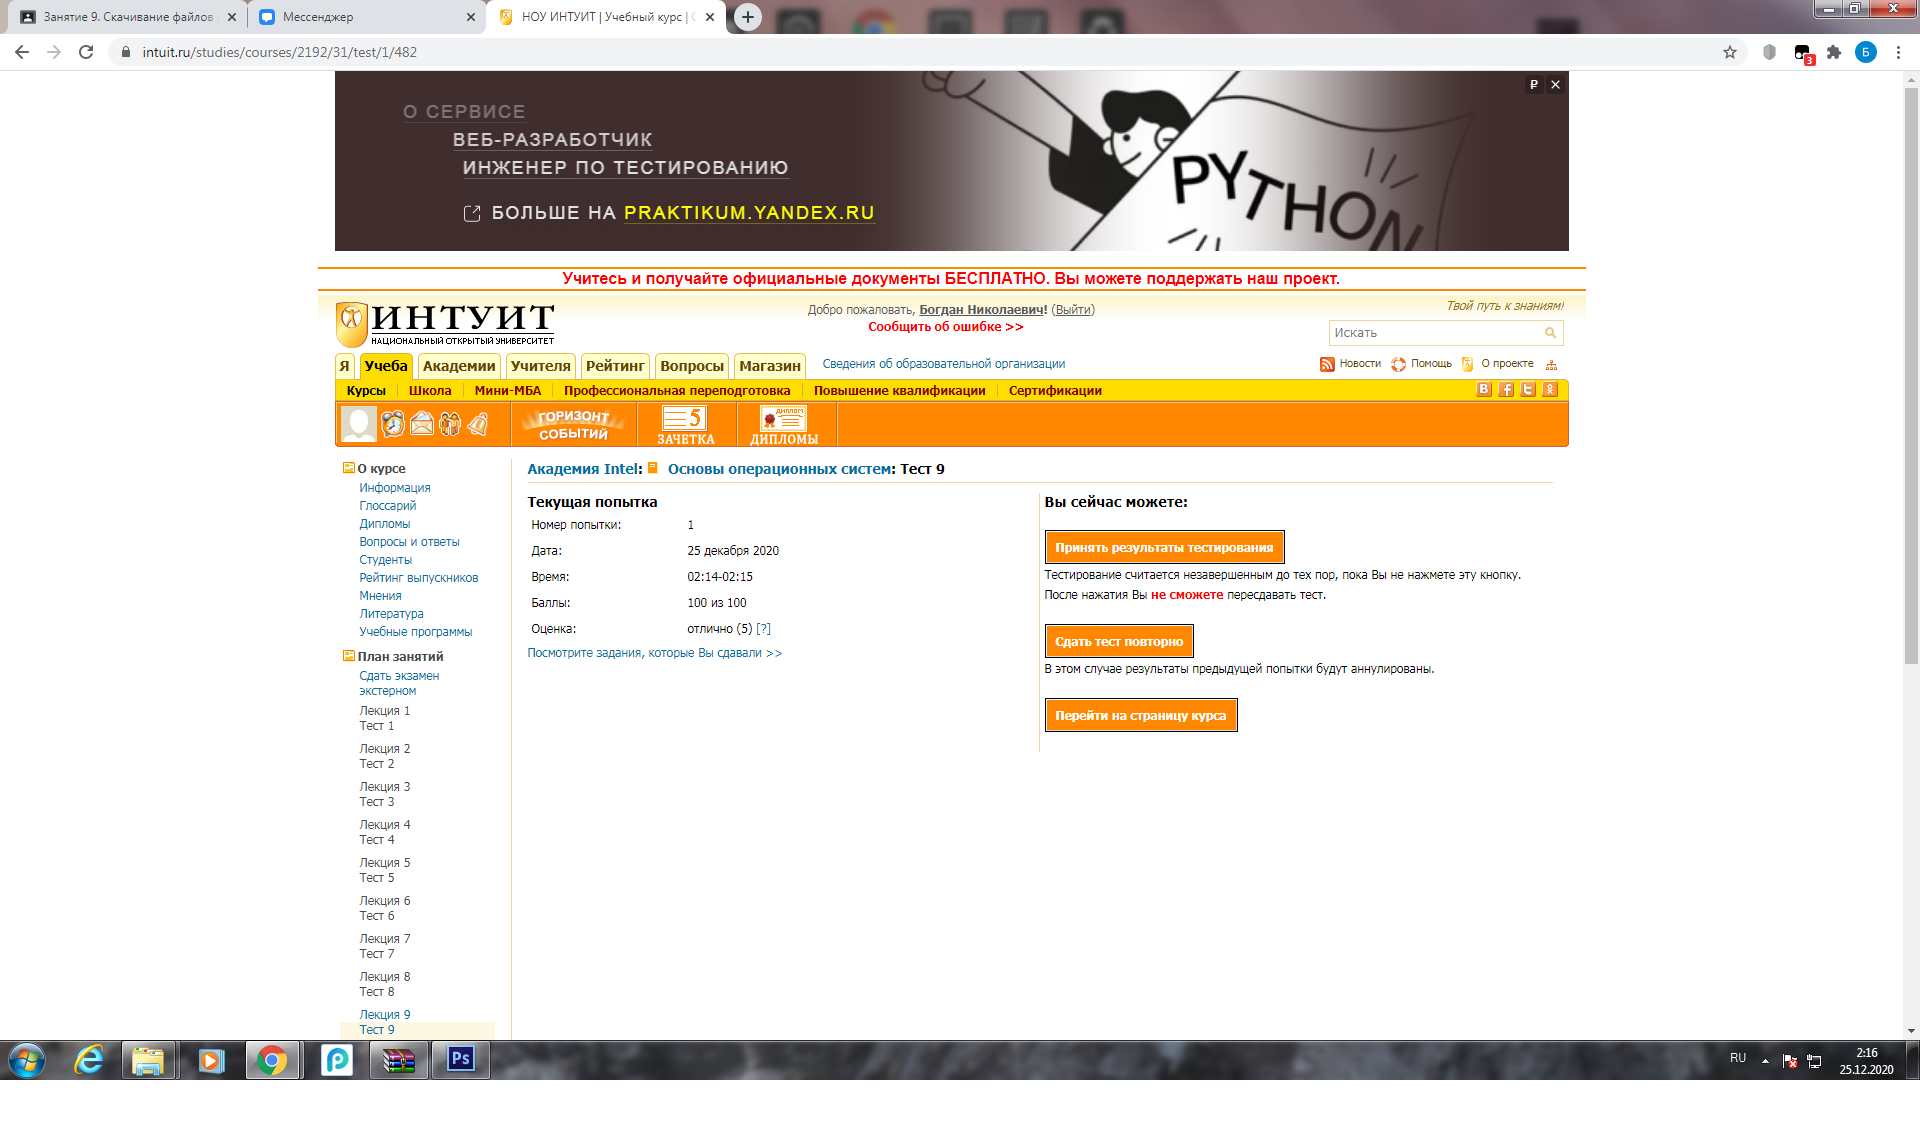 Занятие 9. Скачивание файлов
Мессенджер
НОУ ИНТУИТ | Учебный курс |
intuit.ru/studies/courses/2192/31/test/1/482
3
Б
О СЕРВИСЕ
ВЕБ-РАЗРАБОТЧИК
ИНЖЕНЕР ПО ТЕСТИРОВАНИЮ
БОЛЬШЕ НА PRAKTIKUM.YANDEX.RU
PYTHON
₽
Учитесь и получайте официальные документы БЕСПЛАТНО. Вы можете поддержать наш проект.
ИНТУИТ
НАЦИОНАЛЬНЫЙ ОТКРЫТЫЙ УНИВЕРСИТЕТ
Добро пожаловать, Богдан Николаевич! (Выйти)
Сообщить об ошибке >>
Твой путь к знаниям!
Искать
Я Учеба Академии Учителя Рейтинг Вопросы Магазин Сведения об образовательной организации
Новости Помощь О проекте
Курсы Школа Мини-МБА Профессиональная переподготовка Повышение квалификации Сертификации
ГОРИЗОНТ СОБЫТИЙ
5 ЗАЧЕТКА
ДИПЛОМ ДИПЛОМЫ
О курсе
Информация
Глоссарий
Дипломы
Вопросы и ответы
Студенты
Рейтинг выпускников
Мнения
Литература
Учебные программы
План занятий
Сдать экзамен
экстерном
Лекция 1
Тест 1
Лекция 2
Тест 2
Лекция 3
Тест 3
Лекция 4
Тест 4
Лекция 5
Тест 5
Лекция 6
Тест 6
Лекция 7
Тест 7
Лекция 8
Тест 8
Лекция 9
Тест 9
Академия Intel: Основы операционных систем: Тест 9
Текущая попытка
Номер попытки: 1
Дата: 25 декабря 2020
Время: 02:14-02:15
Баллы: 100 из 100
Оценка: отлично (5) [?]
Посмотрите задания, которые Вы сдавали >>
Вы сейчас можете:
Принять результаты тестирования
Тестирование считается незавершенным до тех пор, пока Вы не нажмете эту кнопку.
После нажатия Вы не сможете пересдавать тест.
Сдать тест повторно
В этом случае результаты предыдущей попытки будут аннулированы.
Перейти на страницу курса
Ps
RU
2:16
25.12.2020